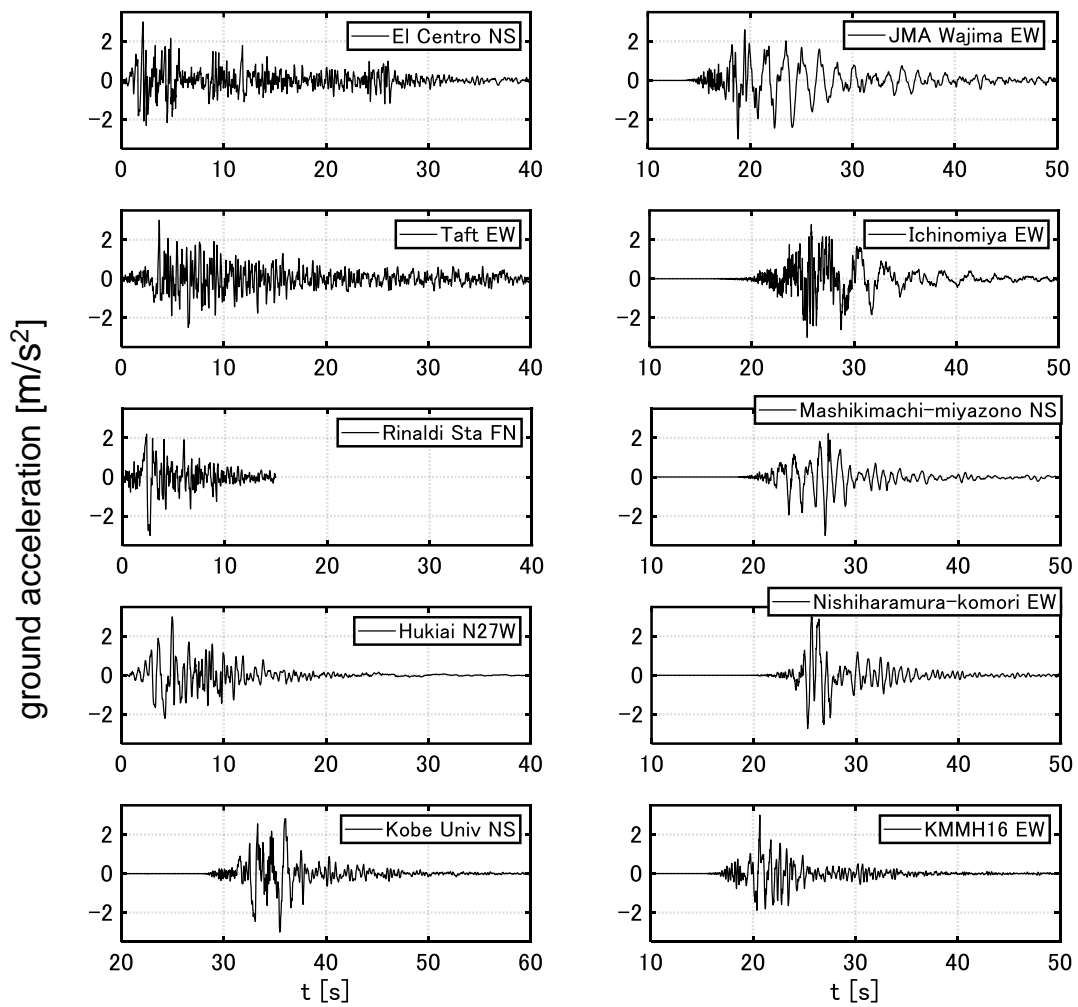 ground acceleration [m/s²]
El Centro NS
2
0
−2
0 10 20 30 40
JMA Wajima EW
2
0
−2
10 20 30 40 50
Taft EW
2
0
−2
0 10 20 30 40
Ichinomiya EW
2
0
−2
10 20 30 40 50
Rinaldi Sta FN
2
0
−2
0 10 20 30 40
Mashikimachi-miyazono NS
2
0
−2
10 20 30 40 50
Hukiai N27W
2
0
−2
0 10 20 30 40
Nishiharamura-komori EW
2
0
−2
10 20 30 40 50
Kobe Univ NS
2
0
−2
20 30 40 50 60
t [s]
KMMH16 EW
2
0
−2
10 20 30 40 50
t [s]